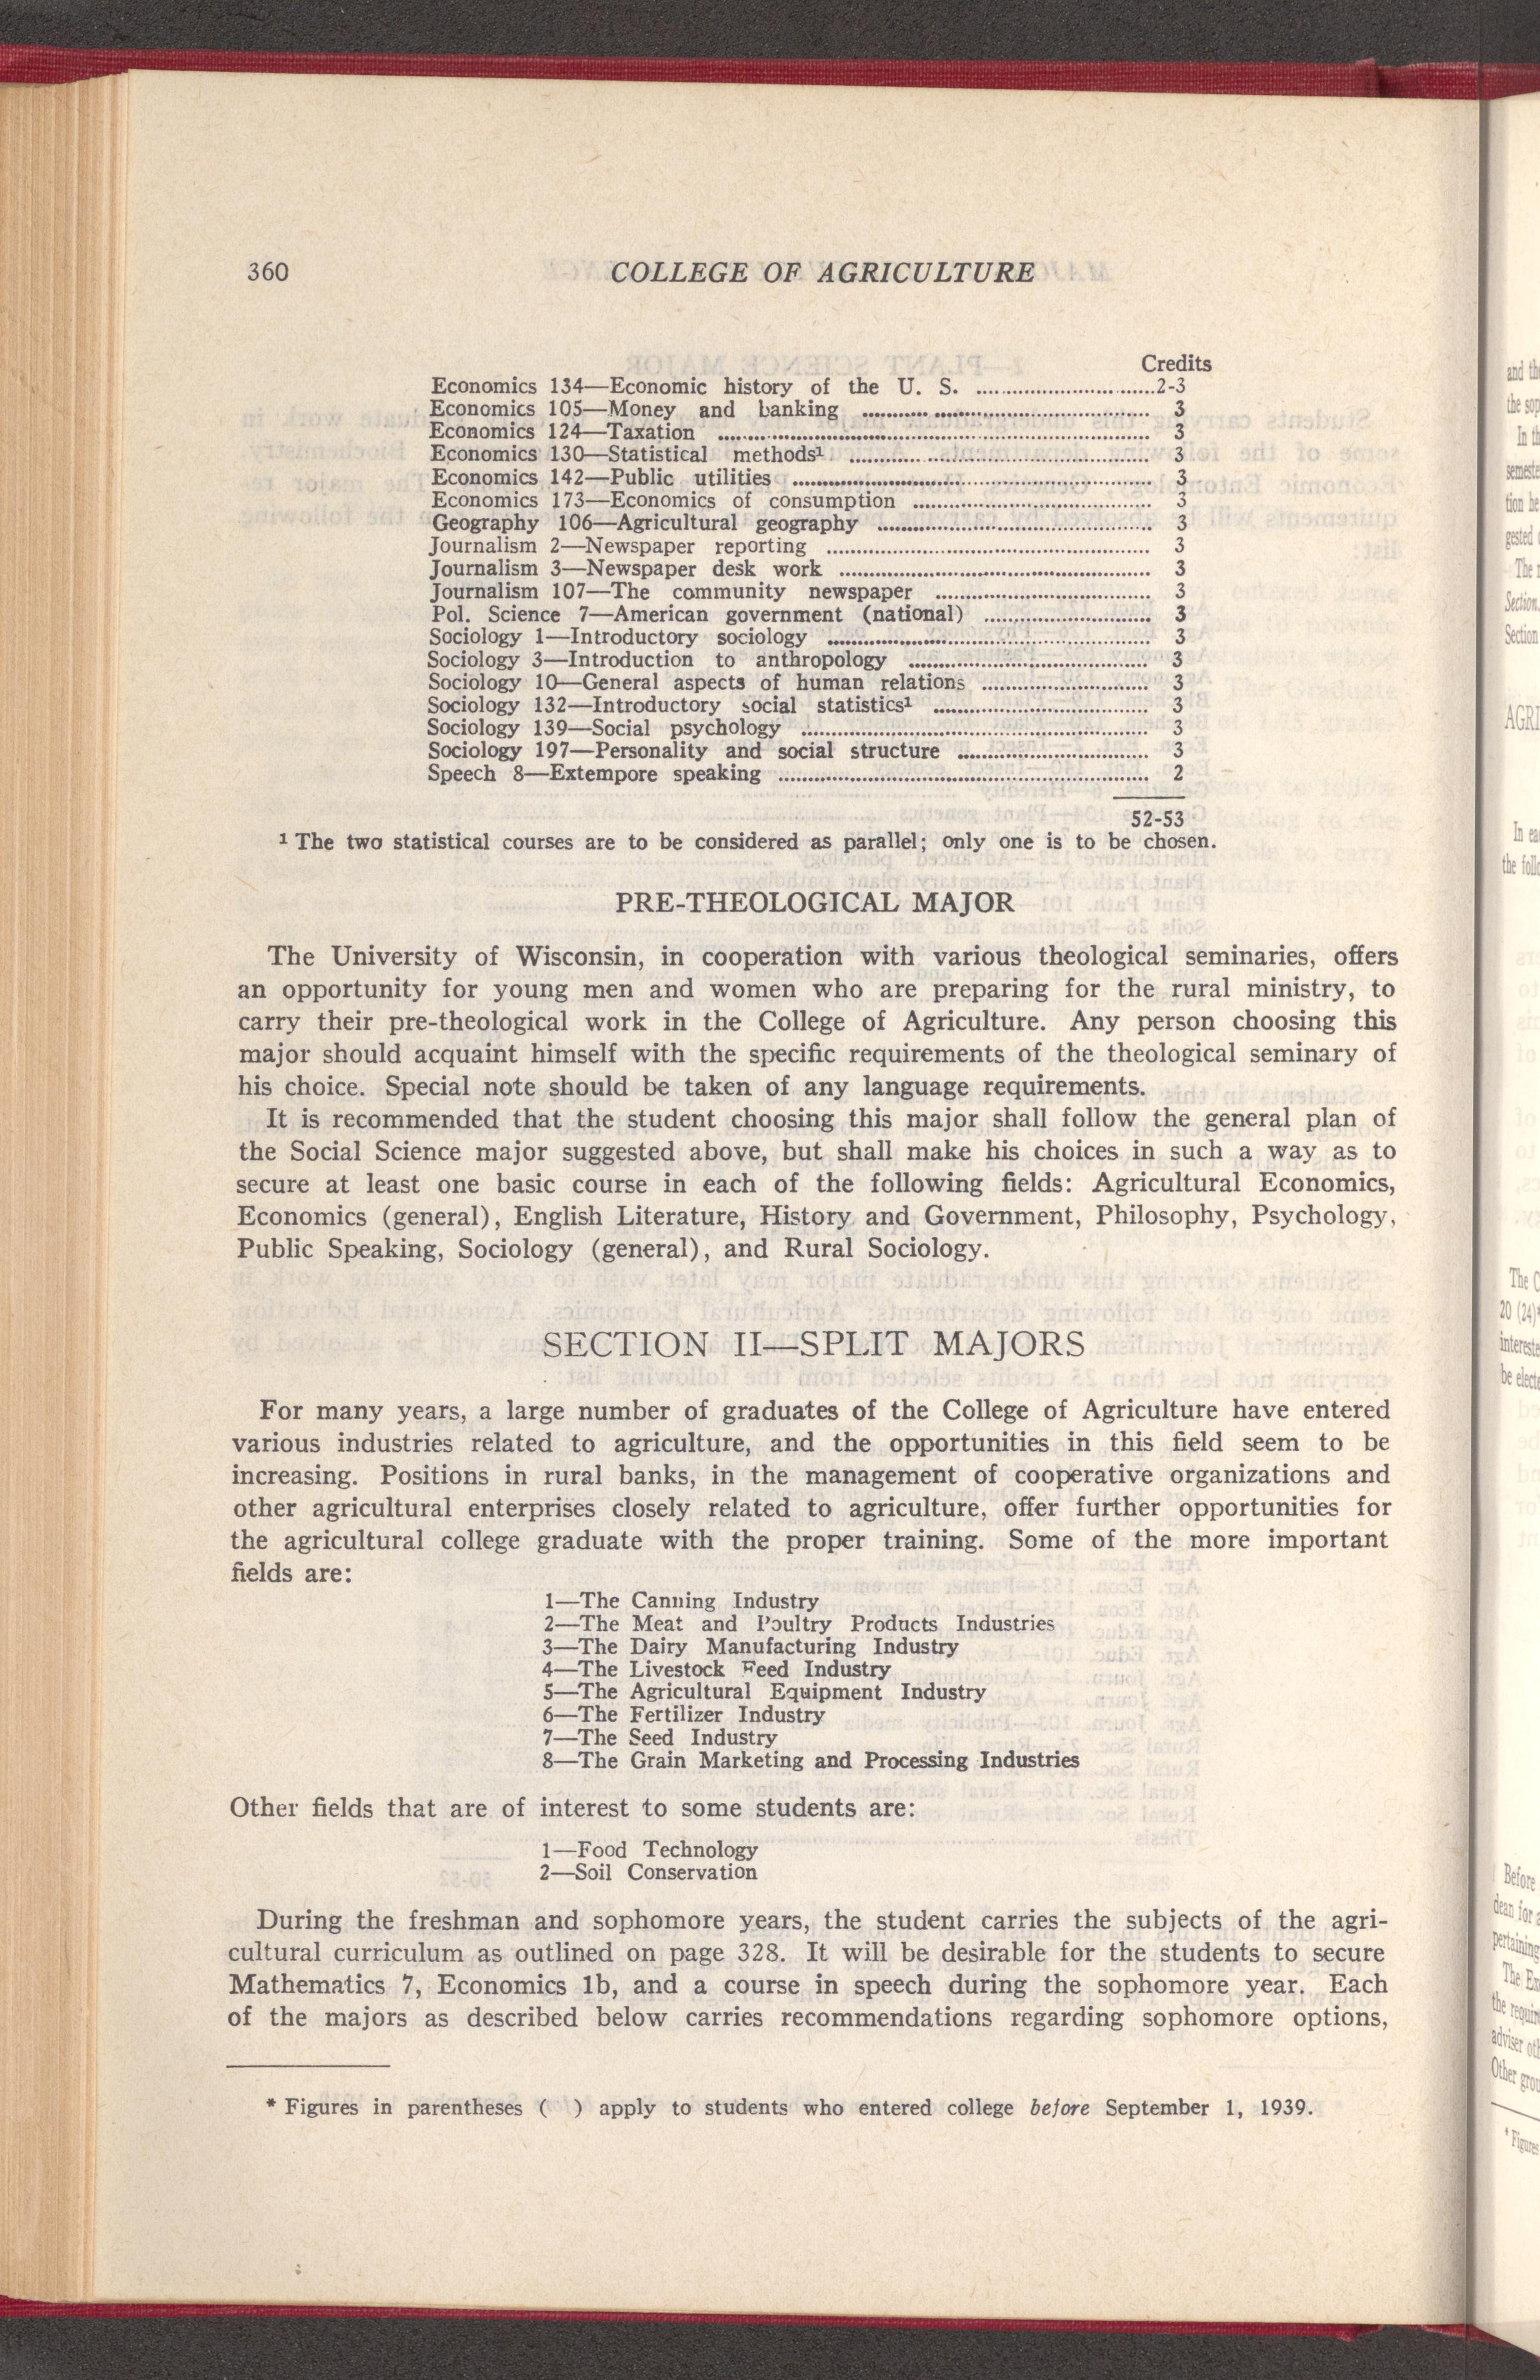 360 COLLEGE OF AGRICULTURE
Credits
Economics 134—Economic history of the U. S. ..............................2-3
Economics 105—Money and banking .............................. 3
Economics 124—Taxation .............................. 3
Economics 130—Statistical methods¹ .............................. 3
Economics 142—Public utilities .............................. 3
Economics 173—Economics of consumption .............................. 3
Geography 106—Agricultural geography .............................. 3
Journalism 2—Newspaper reporting .............................. 3
Journalism 3—Newspaper desk work .............................. 3
Journalism 107—The community newspaper .............................. 3
Pol. Science 7—American government (national) .............................. 3
Sociology 1—Introductory sociology .............................. 3
Sociology 3—Introduction to anthropology .............................. 3
Sociology 10—General aspects of human relations .............................. 3
Sociology 132—Introductory social statistics¹ .............................. 3
Sociology 139—Social psychology .............................. 3
Sociology 197—Personality and social structure .............................. 3
Speech 8—Extempore speaking .............................. 2
52-53
¹ The two statistical courses are to be considered as parallel; only one is to be chosen.
PRE-THEOLOGICAL MAJOR
The University of Wisconsin, in cooperation with various theological seminaries, offers
an opportunity for young men and women who are preparing for the rural ministry, to
carry their pre-theological work in the College of Agriculture. Any person choosing this
major should acquaint himself with the specific requirements of the theological seminary of
his choice. Special note should be taken of any language requirements.
It is recommended that the student choosing this major shall follow the general plan of
the Social Science major suggested above, but shall make his choices in such a way as to
secure at least one basic course in each of the following fields: Agricultural Economics,
Economics (general), English Literature, History and Government, Philosophy, Psychology,
Public Speaking, Sociology (general), and Rural Sociology.
SECTION II—SPLIT MAJORS
For many years, a large number of graduates of the College of Agriculture have entered
various industries related to agriculture, and the opportunities in this field seem to be
increasing. Positions in rural banks, in the management of cooperative organizations and
other agricultural enterprises closely related to agriculture, offer further opportunities for
the agricultural college graduate with the proper training. Some of the more important
fields are:
1—The Canning Industry
2—The Meat and Poultry Products Industries
3—The Dairy Manufacturing Industry
4—The Livestock Feed Industry
5—The Agricultural Equipment Industry
6—The Fertilizer Industry
7—The Seed Industry
8—The Grain Marketing and Processing Industries
Other fields that are of interest to some students are:
1—Food Technology
2—Soil Conservation
During the freshman and sophomore years, the student carries the subjects of the agri-
cultural curriculum as outlined on page 328. It will be desirable for the students to secure
Mathematics 7, Economics 1b, and a course in speech during the sophomore year. Each
of the majors as described below carries recommendations regarding sophomore options,
* Figures in parentheses ( ) apply to students who entered college before September 1, 1939.